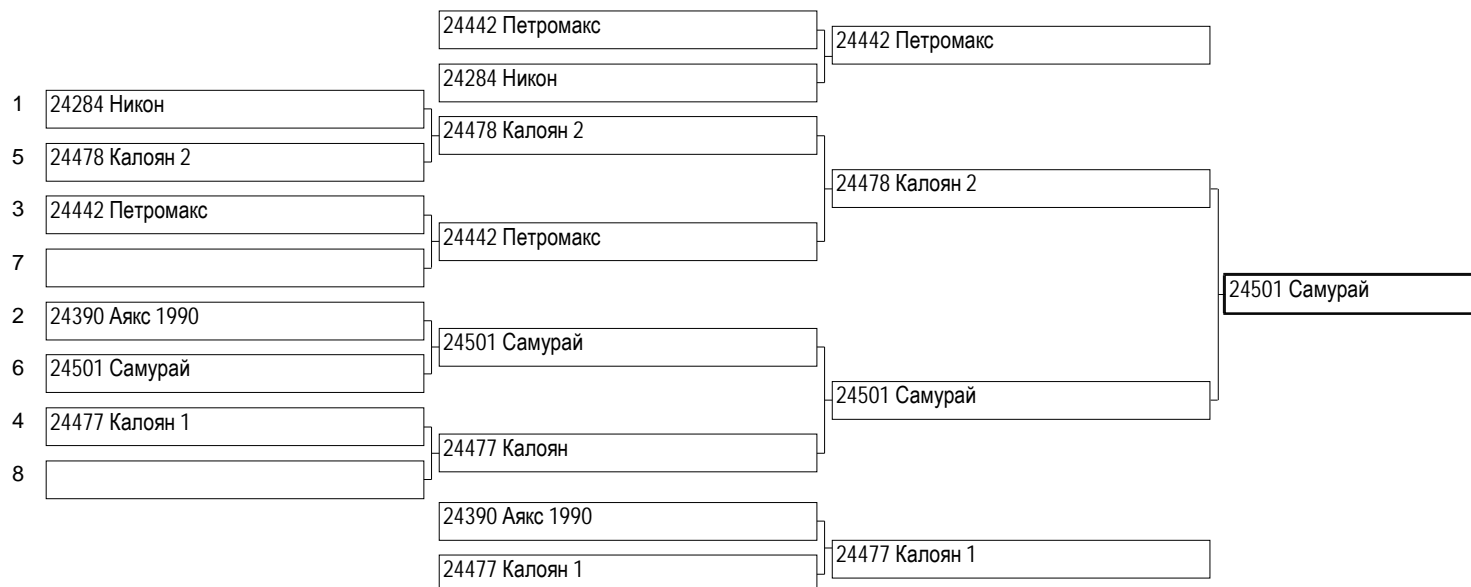 24442 Петромакс
24442 Петромакс
24284 Никон
1 24284 Никон
24478 Калоян 2
5 24478 Калоян 2
24478 Калоян 2
3 24442 Петромакс
24442 Петромакс
7
24501 Самурай
2 24390 Аякс 1990
24501 Самурай
6 24501 Самурай
24501 Самурай
4 24477 Калоян 1
24477 Калоян
8
24390 Аякс 1990
24477 Калоян 1
24477 Калоян 1